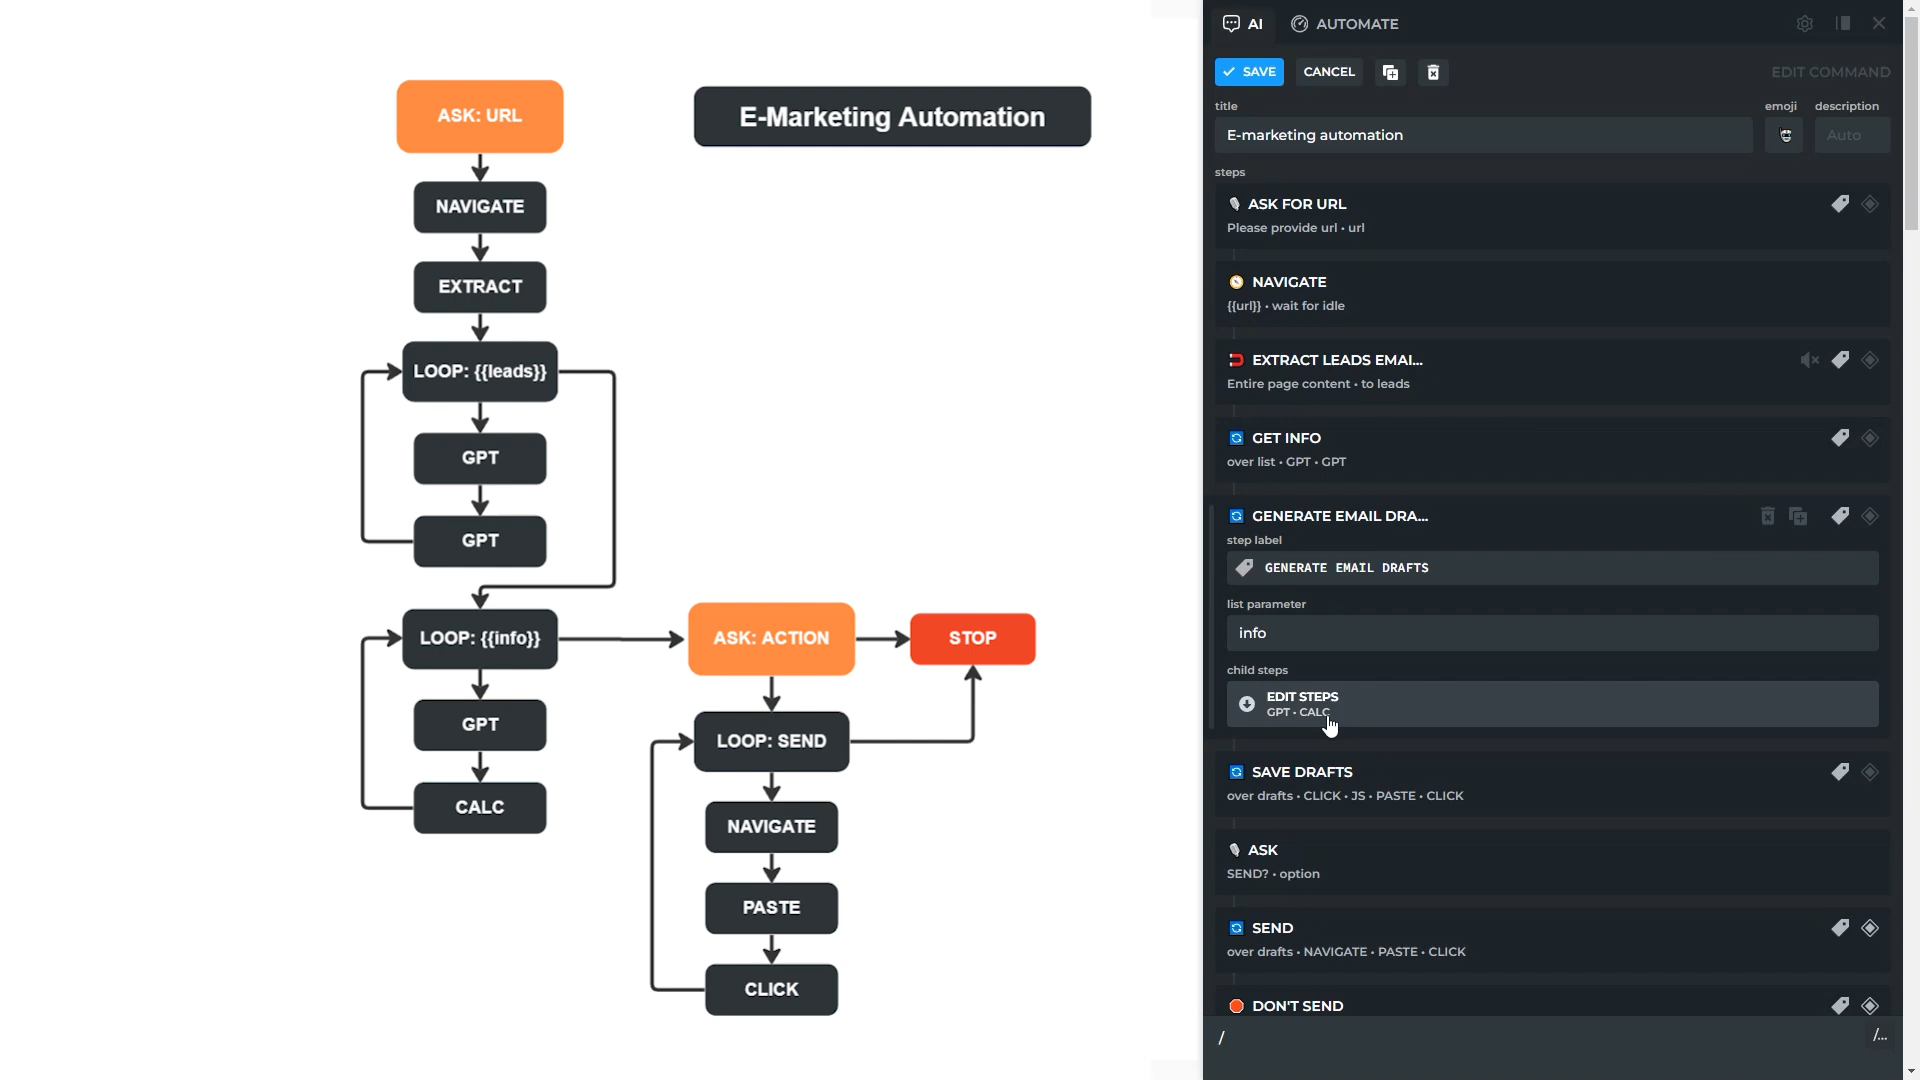 E-Marketing Automation
ASK: URL
NAVIGATE
EXTRACT
LOOP: {{leads}}
GPT
GPT
LOOP: {{info}}
GPT
CALC
ASK: ACTION
STOP
LOOP: SEND
NAVIGATE
PASTE
CLICK
AI
AUTOMATE
SAVE
CANCEL
EDIT COMMAND
title
emoji
description
E-marketing automation
Auto
steps
ASK FOR URL
Please provide url • url
NAVIGATE
{{url}} • wait for idle
EXTRACT LEADS EMAI...
Entire page content • to leads
GET INFO
over list • GPT • GPT
GENERATE EMAIL DRA...
step label
GENERATE EMAIL DRAFTS
list parameter
info
child steps
EDIT STEPS
GPT • CALC
SAVE DRAFTS
over drafts • CLICK • JS • PASTE • CLICK
ASK
SEND? • option
SEND
over drafts • NAVIGATE • PASTE • CLICK
DON'T SEND
/
/...